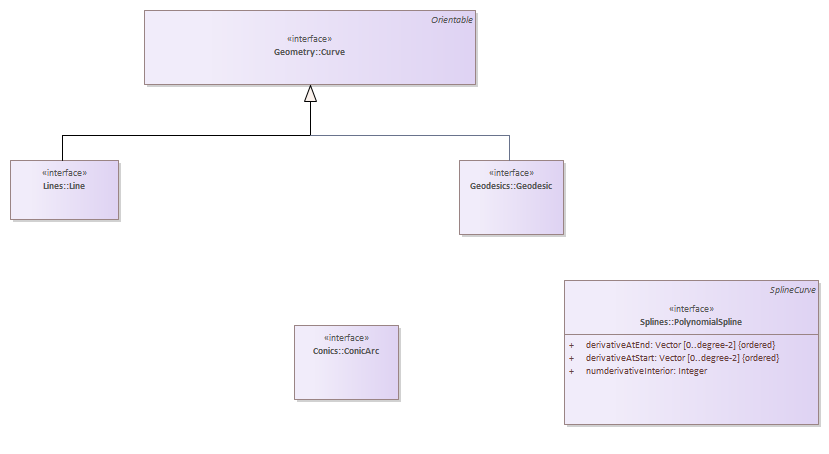 Orientable
«interface»
Geometry::Curve
«interface»
Lines::Line
«interface»
Geodesics::Geodesic
SplineCurve
«interface»
Splines::PolynomialSpline
+ derivativeAtEnd: Vector [0..degree-2] {ordered}
+ derivativeAtStart: Vector [0..degree-2] {ordered}
+ numderivativeInterior: Integer
«interface»
Conics::ConicArc